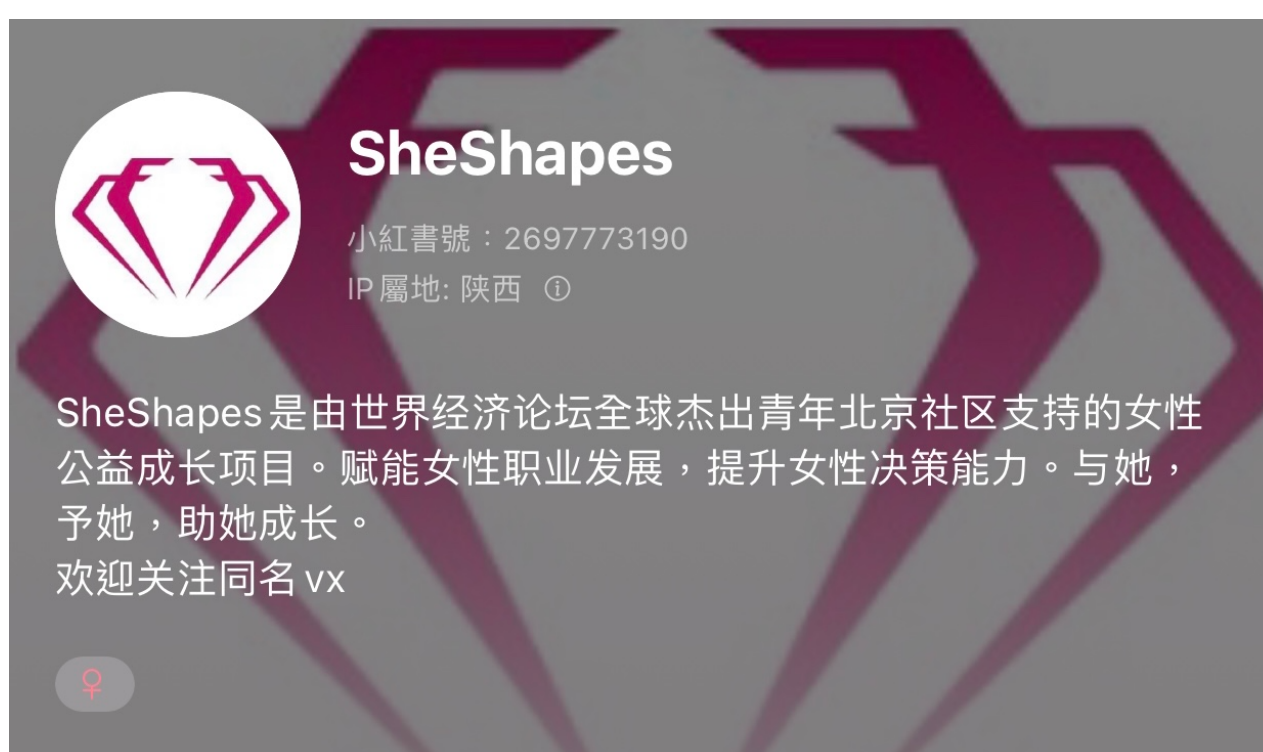 SheShapes
小紅書號：2697773190
IP屬地: 陕西
SheShapes是由世界经济论坛全球杰出青年北京社区支持的女性
公益成长项目。赋能女性职业发展，提升女性决策能力。与她，
予她，助她成长。
欢迎关注同名vx